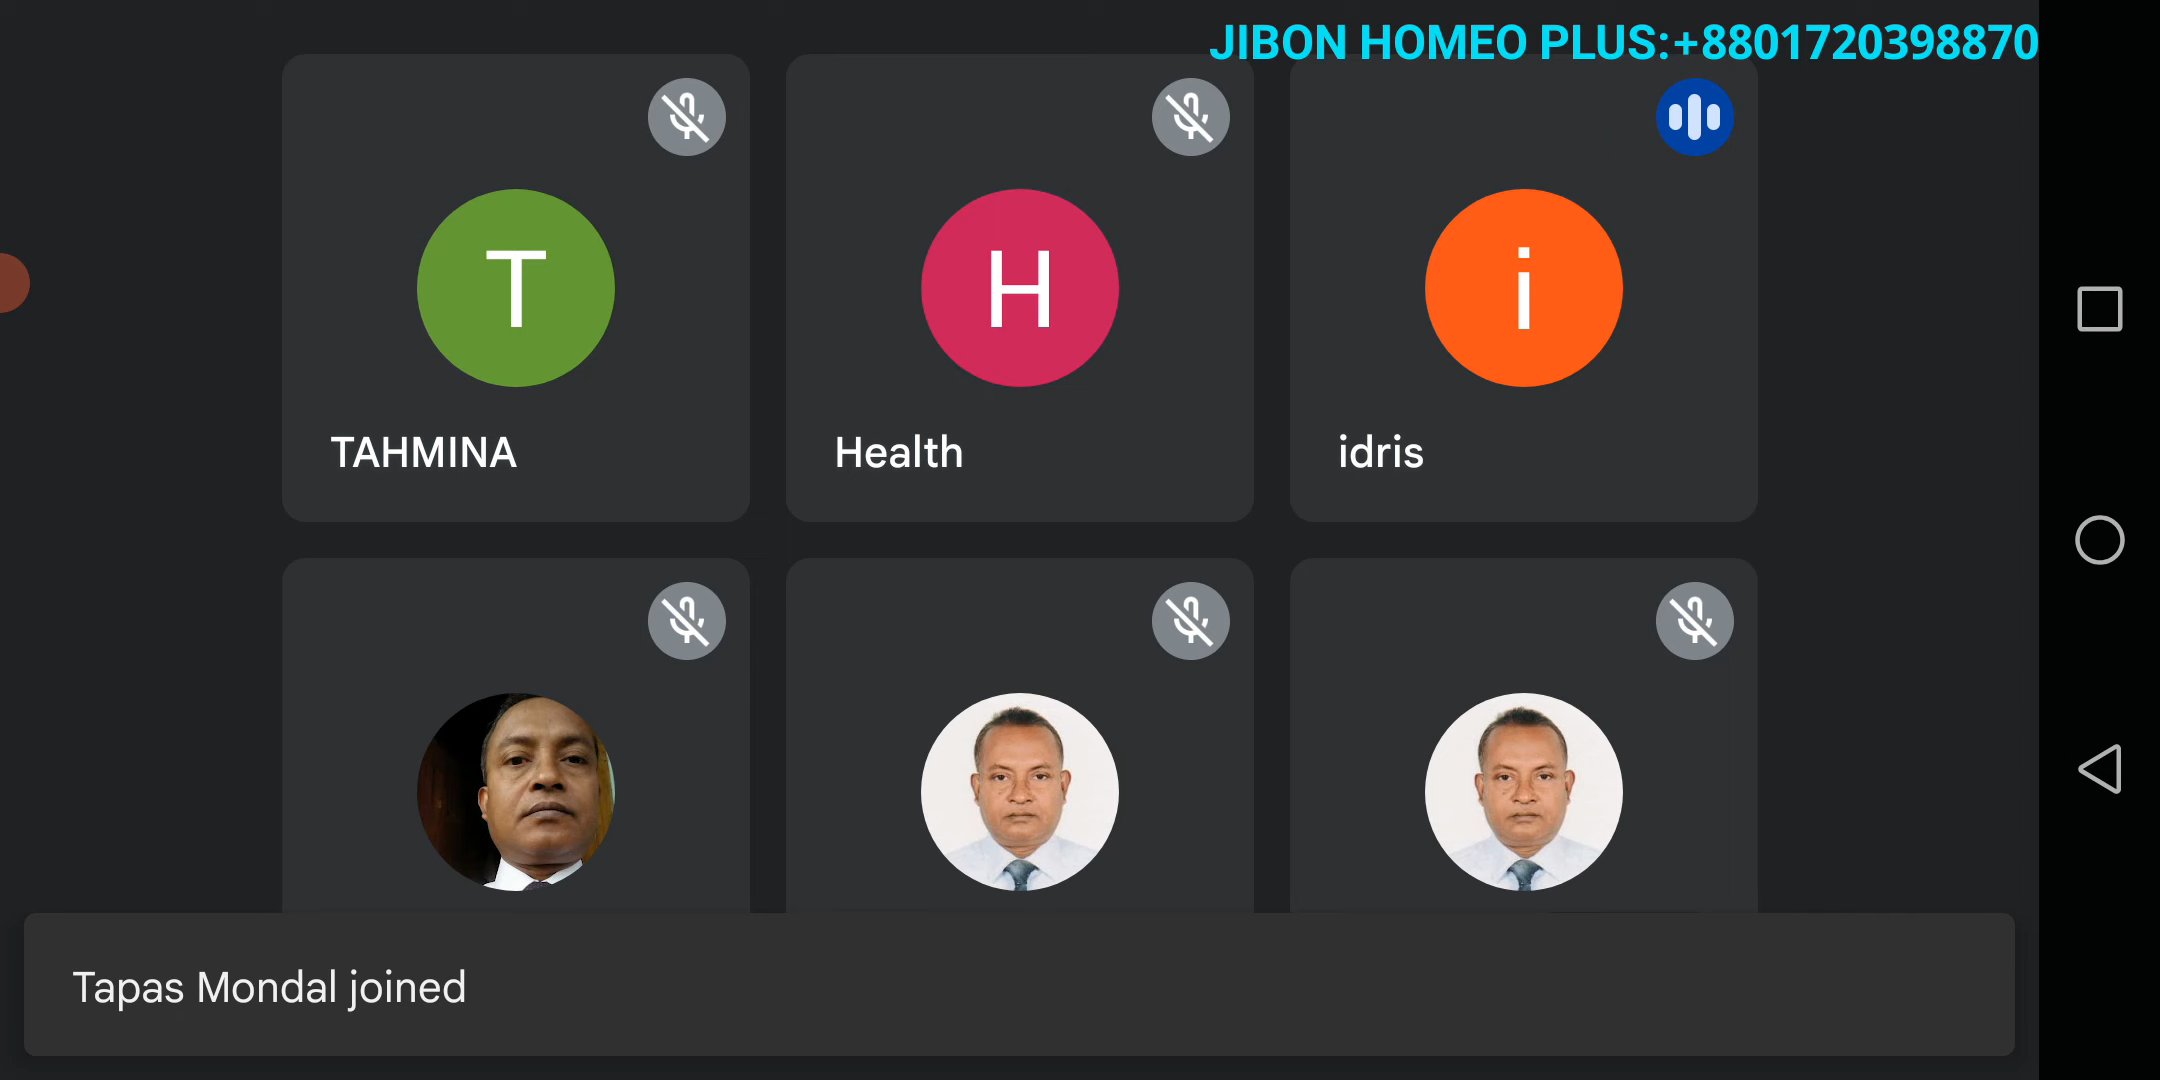 JIBON HOMEO PLUS:+8801720398870
T
H
i
TAHMINA
Health
idris
Tapas Mondal joined